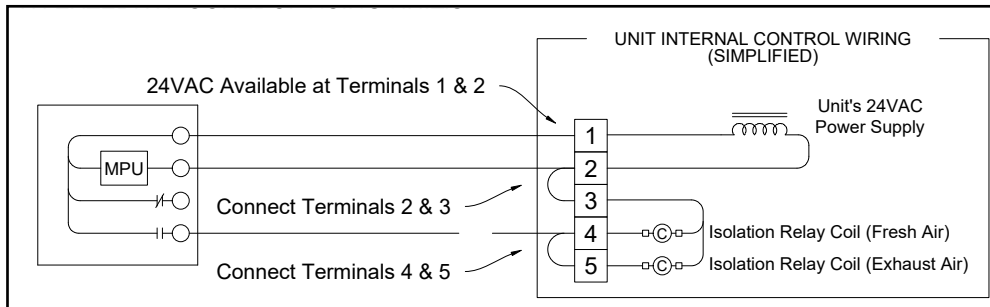 UNIT INTERNAL CONTROL WIRING
(SIMPLIFIED)
24VAC Available at Terminals 1 & 2
Unit's 24VAC
Power Supply
1
MPU
2
3
Connect Terminals 2 & 3
4
C
Isolation Relay Coil (Fresh Air)
5
C
Isolation Relay Coil (Exhaust Air)
Connect Terminals 4 & 5